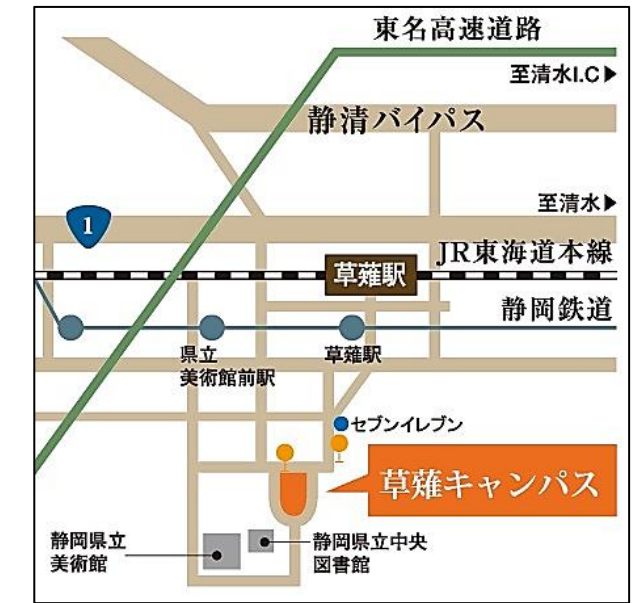 東名高速道路
至清水I.C▶
静清バイパス
至清水▶
1
JR東海道本線
草薙駅
静岡鉄道
県立
美術館前駅
草薙駅
セブンイレブン
草薙キャンパス
静岡県立
美術館
静岡県立中央
図書館